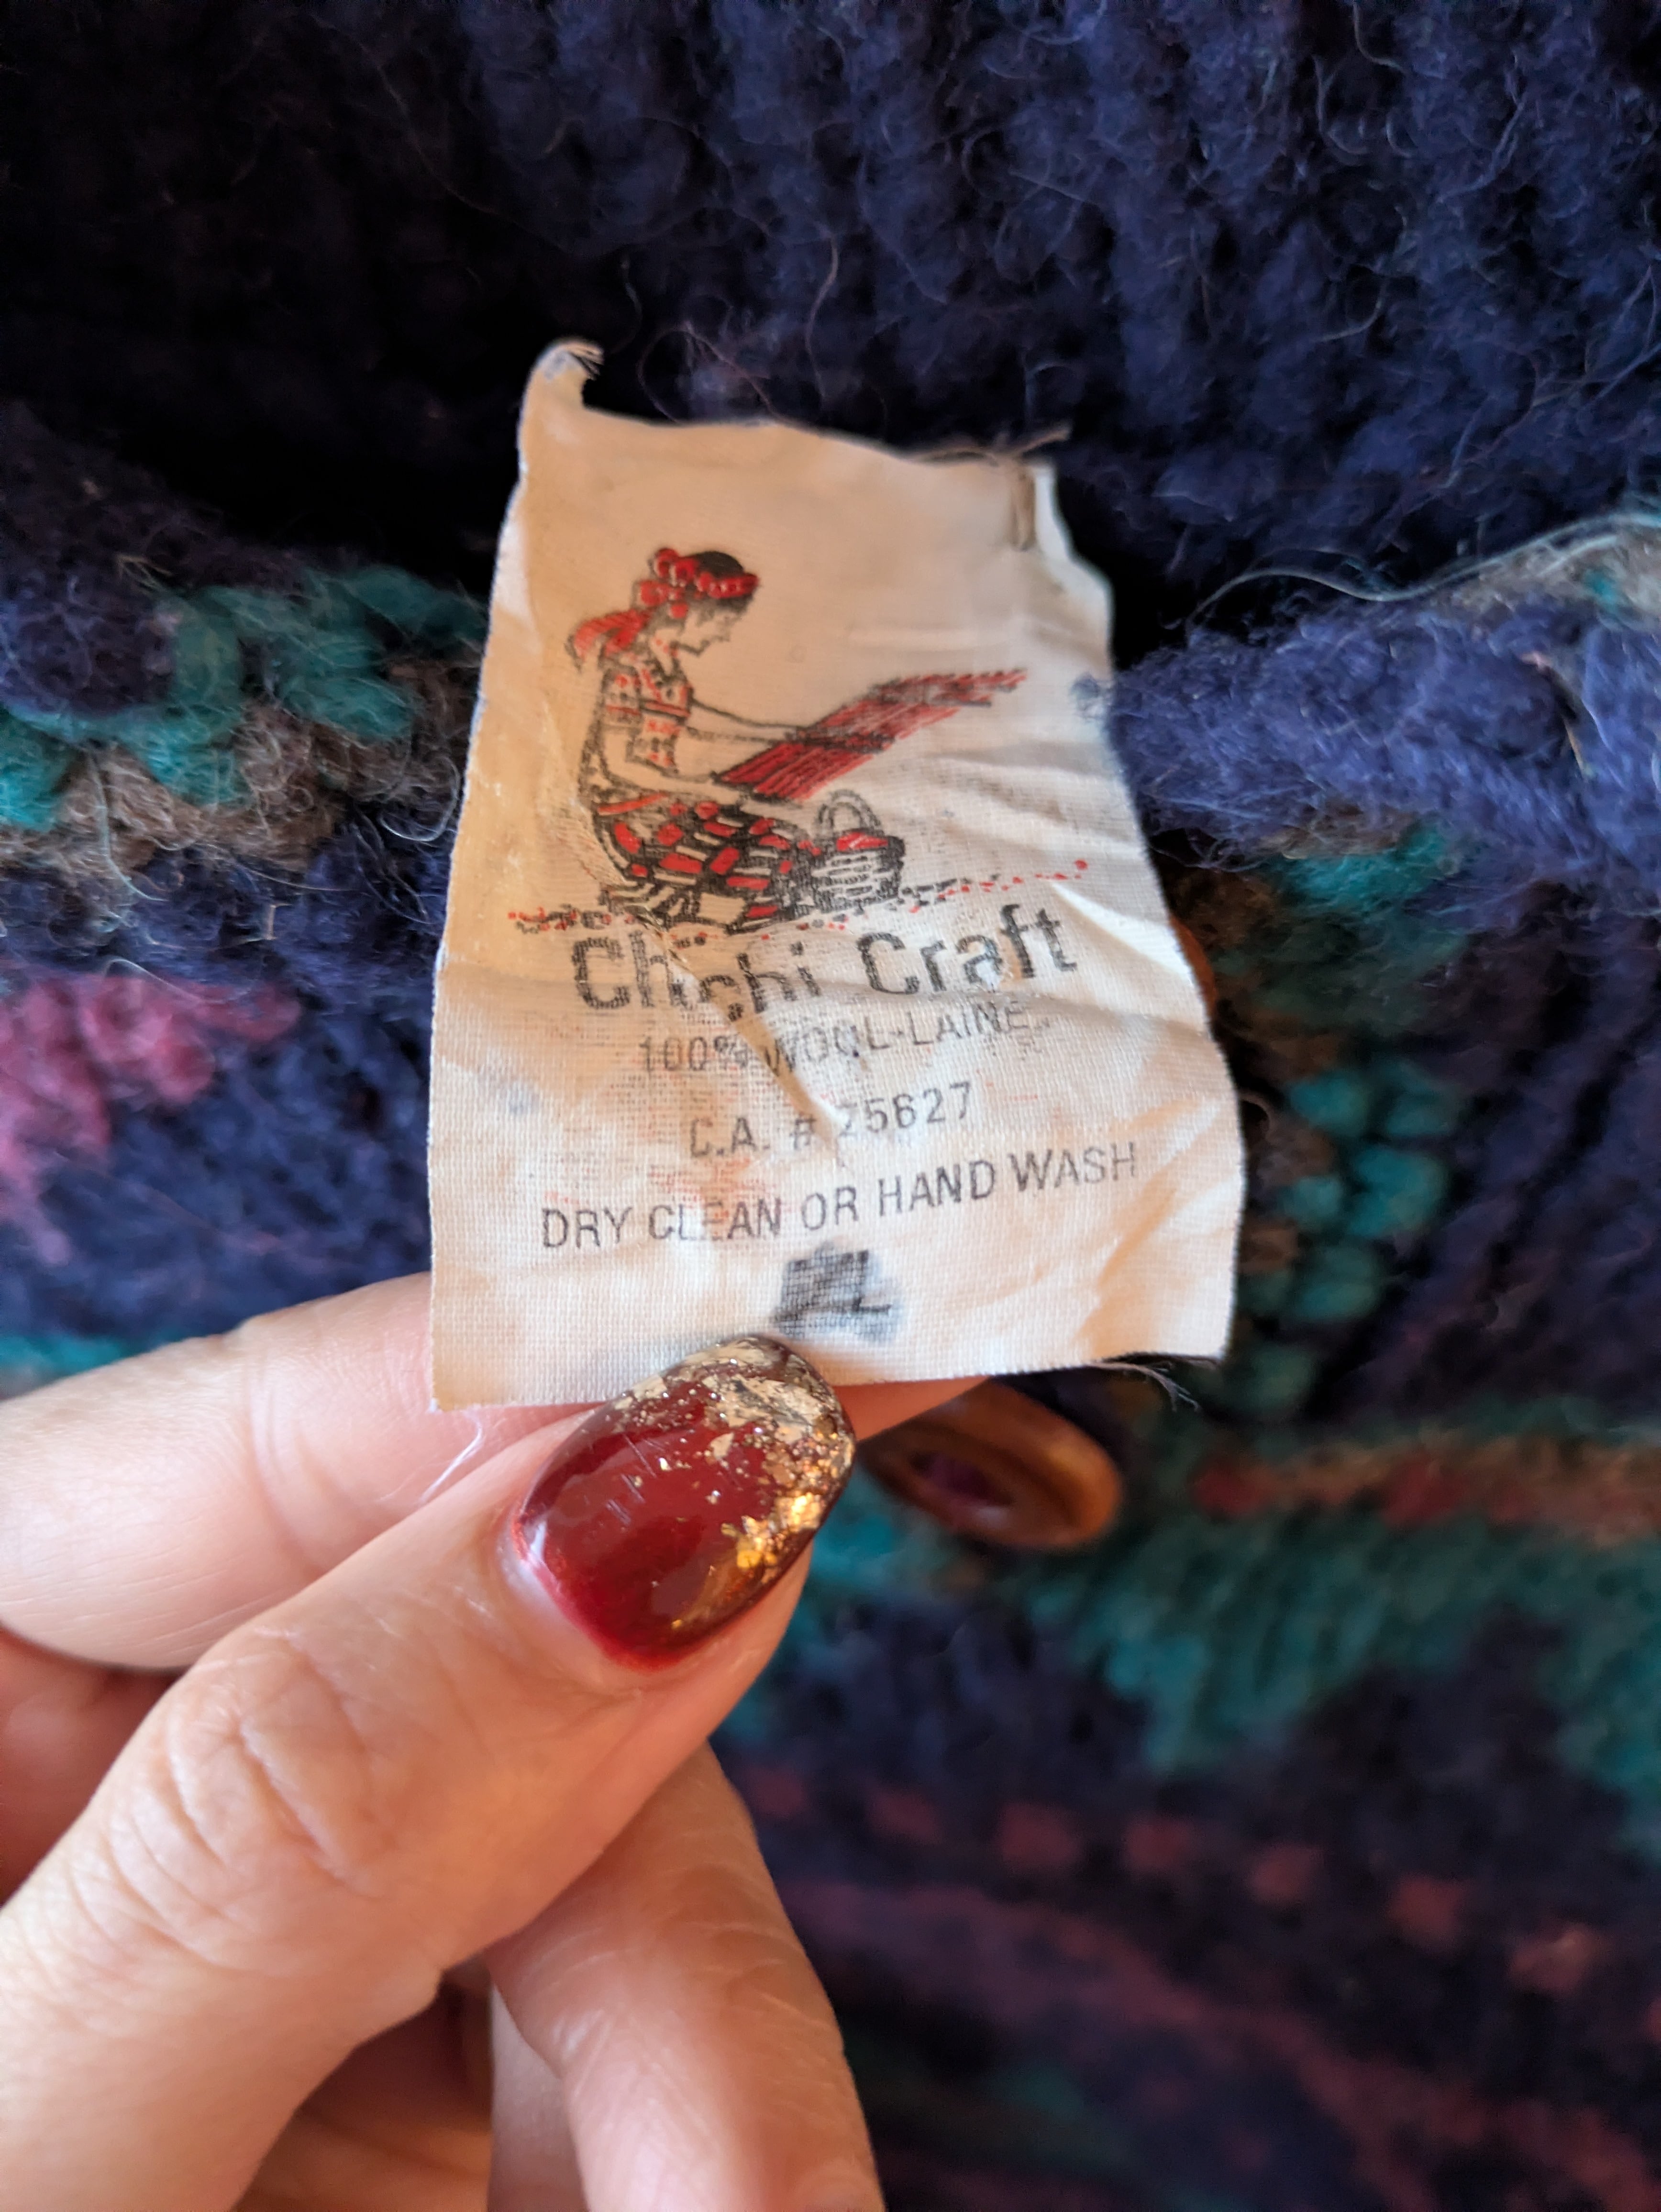 Chichi Craft
100% WOOL-LAINE
C.A. # 25627
DRY CLEAN OR HAND WASH